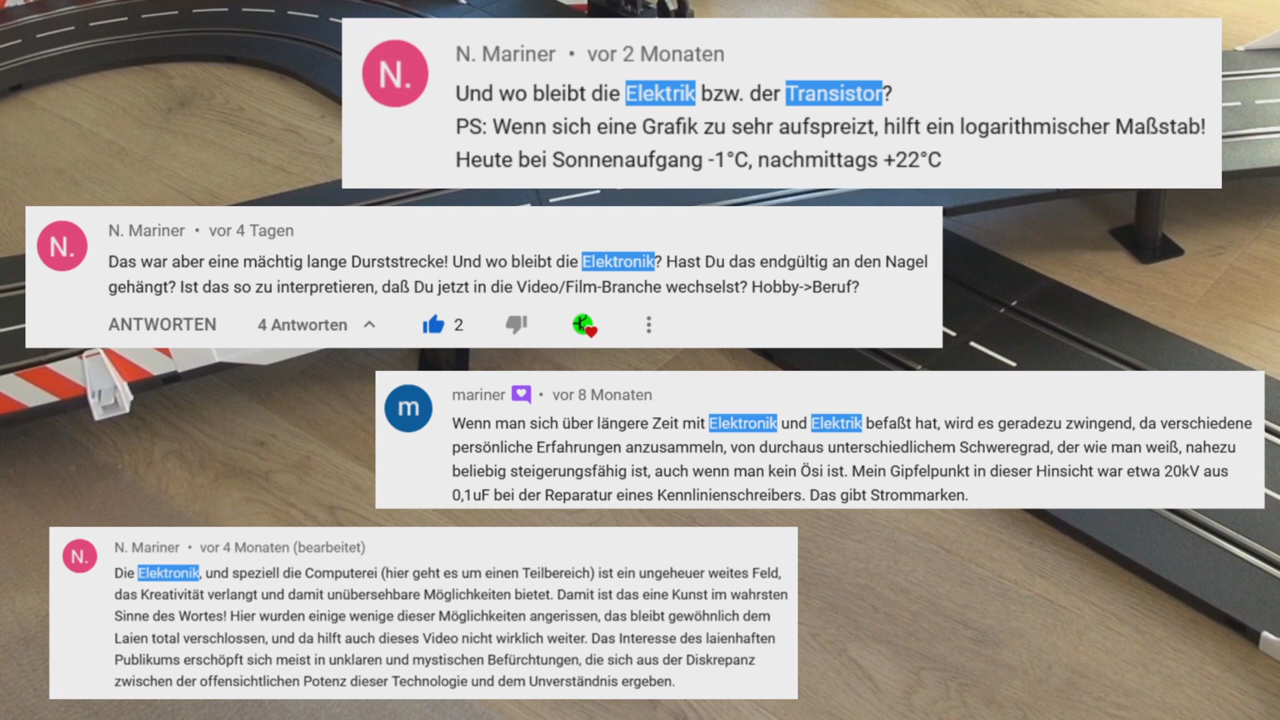 N.
N. Mariner • vor 2 Monaten
Und wo bleibt die Elektrik bzw. der Transistor?
PS: Wenn sich eine Grafik zu sehr aufspreizt, hilft ein logarithmischer Maßstab!
Heute bei Sonnenaufgang -1°C, nachmittags +22°C
N.
N. Mariner • vor 4 Tagen
Das war aber eine mächtig lange Durststrecke! Und wo bleibt die Elektronik? Hast Du das endgültig an den Nagel
gehängt? Ist das so zu interpretieren, daß Du jetzt in die Video/Film-Branche wechselst? Hobby->Beruf?
ANTWORTEN 4 Antworten 2
m
mariner • vor 8 Monaten
Wenn man sich über längere Zeit mit Elektronik und Elektrik befaßt hat, wird es geradezu zwingend, da verschiedene
persönliche Erfahrungen anzusammeln, von durchaus unterschiedlichem Schweregrad, der wie man weiß, nahezu
beliebig steigerungsfähig ist, auch wenn man kein Ösi ist. Mein Gipfelpunkt in dieser Hinsicht war etwa 20kV aus
0,1uF bei der Reparatur eines Kennlinienschreibers. Das gibt Strommarken.
N.
N. Mariner • vor 4 Monaten (bearbeitet)
Die Elektronik, und speziell die Computerei (hier geht es um einen Teilbereich) ist ein ungeheuer weites Feld,
das Kreativität verlangt und damit unübersehbare Möglichkeiten bietet. Damit ist das eine Kunst im wahrsten
Sinne des Wortes! Hier wurden einige wenige dieser Möglichkeiten angerissen, das bleibt gewöhnlich dem
Laien total verschlossen, und da hilft auch dieses Video nicht wirklich weiter. Das Interesse des laienhaften
Publikums erschöpft sich meist in unklaren und mystischen Befürchtungen, die sich aus der Diskrepanz
zwischen der offensichtlichen Potenz dieser Technologie und dem Unverständnis ergeben.